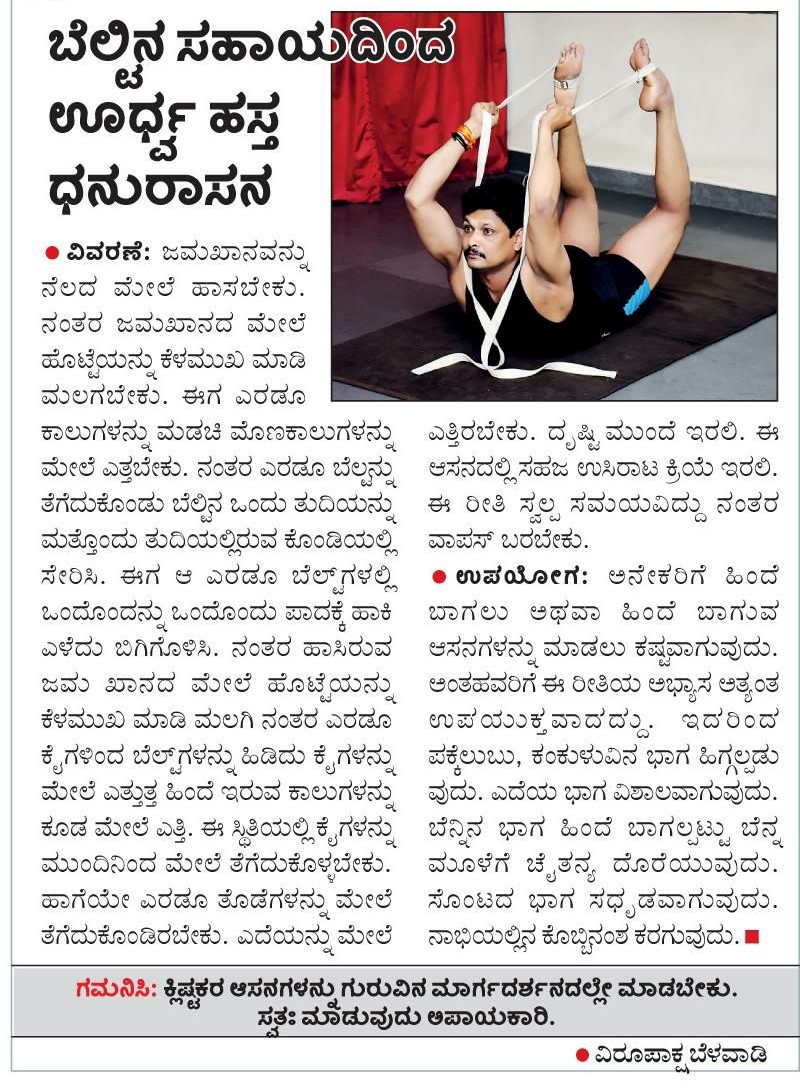 ಬೆಲ್ಟಿನ ಸಹಾಯದಿಂದ
ಊರ್ಧ್ವ ಹಸ್ತ
ಧನುರಾಸನ
● ವಿವರಣೆ: ಜಮಖಾನವನ್ನು
ನೆಲದ ಮೇಲೆ ಹಾಸಬೇಕು.
ನಂತರ ಜಮಖಾನದ ಮೇಲೆ
ಹೊಟ್ಟೆಯನ್ನು ಕೆಳಮುಖ ಮಾಡಿ
ಮಲಗಬೇಕು. ಈಗ ಎರಡೂ
ಕಾಲುಗಳನ್ನು ಮಡಚಿ ಮೊಣಕಾಲುಗಳನ್ನು
ಮೇಲೆ ಎತ್ತಬೇಕು. ನಂತರ ಎರಡೂ ಬೆಲ್ಟನ್ನು
ತೆಗೆದುಕೊಂಡು ಬೆಲ್ಟಿನ ಒಂದು ತುದಿಯನ್ನು
ಮತ್ತೊಂದು ತುದಿಯಲ್ಲಿರುವ ಕೊಂಡಿಯಲ್ಲಿ
ಸೇರಿಸಿ. ಈಗ ಆ ಎರಡೂ ಬೆಲ್ಟ್‌ಗಳಲ್ಲಿ
ಒಂದೊಂದನ್ನು ಒಂದೊಂದು ಪಾದಕ್ಕೆ ಹಾಕಿ
ಎಳೆದು ಬಿಗಿಗೊಳಿಸಿ. ನಂತರ ಹಾಸಿರುವ
ಜಮ ಖಾನದ ಮೇಲೆ ಹೊಟ್ಟೆಯನ್ನು
ಕೆಳಮುಖ ಮಾಡಿ ಮಲಗಿ ನಂತರ ಎರಡೂ
ಕೈಗಳಿಂದ ಬೆಲ್ಟ್‌ಗಳನ್ನು ಹಿಡಿದು ಕೈಗಳನ್ನು
ಮೇಲೆ ಎತ್ತುತ್ತ ಹಿಂದೆ ಇರುವ ಕಾಲುಗಳನ್ನು
ಕೂಡ ಮೇಲೆ ಎತ್ತಿ. ಈ ಸ್ಥಿತಿಯಲ್ಲಿ ಕೈಗಳನ್ನು
ಮುಂದಿನಿಂದ ಮೇಲೆ ತೆಗೆದುಕೊಳ್ಳಬೇಕು.
ಹಾಗೆಯೇ ಎರಡೂ ತೊಡೆಗಳನ್ನು ಮೇಲೆ
ತೆಗೆದುಕೊಂಡಿರಬೇಕು. ಎದೆಯನ್ನು ಮೇಲೆ
ಎತ್ತಿರಬೇಕು. ದೃಷ್ಟಿ ಮುಂದೆ ಇರಲಿ. ಈ
ಆಸನದಲ್ಲಿ ಸಹಜ ಉಸಿರಾಟ ಕ್ರಿಯೆ ಇರಲಿ.
ಈ ರೀತಿ ಸ್ವಲ್ಪ ಸಮಯವಿದ್ದು ನಂತರ
ವಾಪಸ್ ಬರಬೇಕು.
● ಉಪಯೋಗ: ಅನೇಕರಿಗೆ ಹಿಂದೆ
ಬಾಗಲು ಅಥವಾ ಹಿಂದೆ ಬಾಗುವ
ಆಸನಗಳನ್ನು ಮಾಡಲು ಕಷ್ಟವಾಗುವುದು.
ಅಂತಹವರಿಗೆ ಈ ರೀತಿಯ ಅಭ್ಯಾಸ ಅತ್ಯಂತ
ಉಪಯುಕ್ತವಾದದ್ದು. ಇದರಿಂದ
ಪಕ್ಕೆಲುಬು, ಕಂಕುಳುವಿನ ಭಾಗ ಹಿಗ್ಗಲ್ಪಡು
ವುದು. ಎದೆಯ ಭಾಗ ವಿಶಾಲವಾಗುವುದು.
ಬೆನ್ನಿನ ಭಾಗ ಹಿಂದೆ ಬಾಗಲ್ಪಟ್ಟು ಬೆನ್ನ
ಮೂಳೆಗೆ ಚೈತನ್ಯ ದೊರೆಯುವುದು.
ಸೊಂಟದ ಭಾಗ ಸಧೃಡವಾಗುವುದು.
ನಾಭಿಯಲ್ಲಿನ ಕೊಬ್ಬಿನಂಶ ಕರಗುವುದು. ■
ಗಮನಿಸಿ: ಕ್ಲಿಷ್ಟಕರ ಆಸನಗಳನ್ನು ಗುರುವಿನ ಮಾರ್ಗದರ್ಶನದಲ್ಲೇ ಮಾಡಬೇಕು.
ಸ್ವತಃ ಮಾಡುವುದು ಅಪಾಯಕಾರಿ.
● ವಿರೂಪಾಕ್ಷ ಬೆಳವಾಡಿ